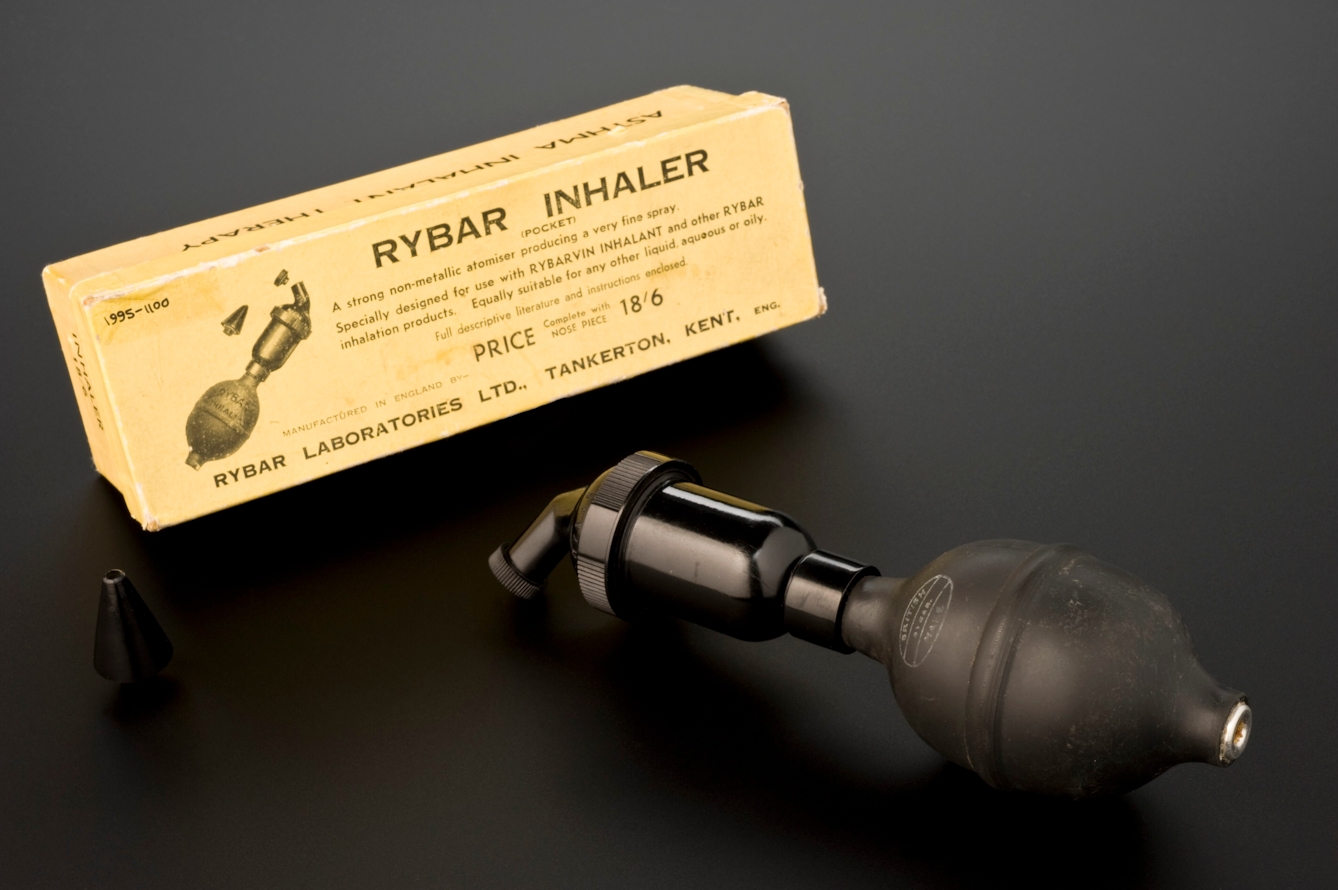 ASTHMA INHALANT THERAPY
1995-1100
RYBAR INHALER
(POCKET)
A strong non-metallic atomiser producing a very fine spray.
Specially designed for use with RYBARVIN INHALANT and other RYBAR
inhalation products. Equally suitable for any other liquid, aqueous or oily.
Full descriptive literature and instructions enclosed.
PRICE Complete with NOSE PIECE 18/6
MANUFACTURED IN ENGLAND BY—
RYBAR LABORATORIES LTD., TANKERTON, KENT, ENG.
INHALER